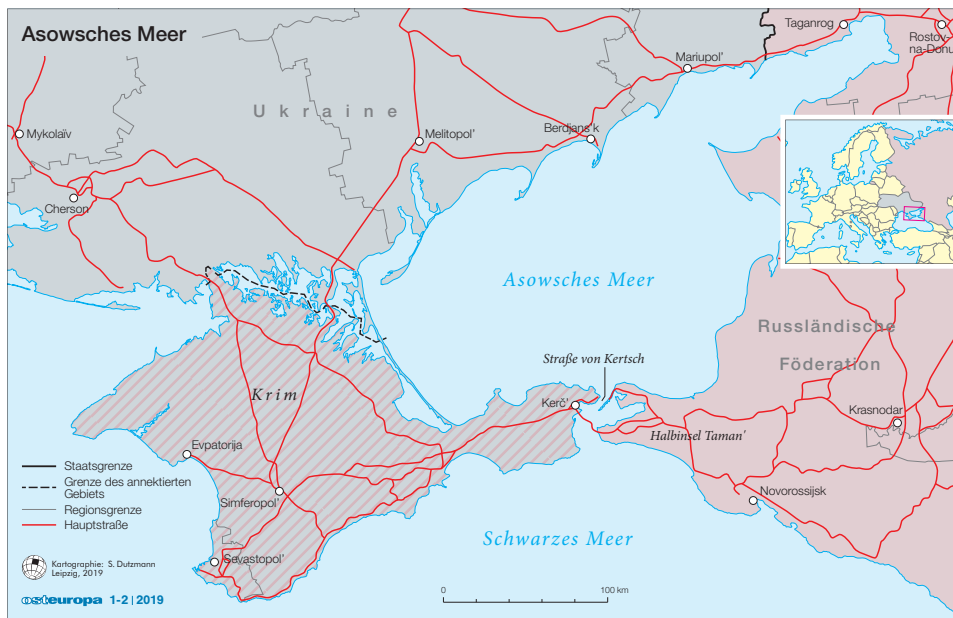 Asowsches Meer
Taganrog
Rostov-
na-Donu
Mariupol'
Ukraine
Mykolaïv
Melitopol'
Berdjans'k
Cherson
Asowsches Meer
Russländische
Föderation
Straße von Kertsch
Krim
Kerč'
Krasnodar
Halbinsel Taman'
Evpatorija
Staatsgrenze
Grenze des annektierten
Gebiets
Regionsgrenze
Hauptstraße
Simferopol'
Novorossijsk
Schwarzes Meer
Sevastopol'
Kartographie: S. Dutzmann
Leipzig, 2019
osteuropa 1-2 | 2019
0 100 km